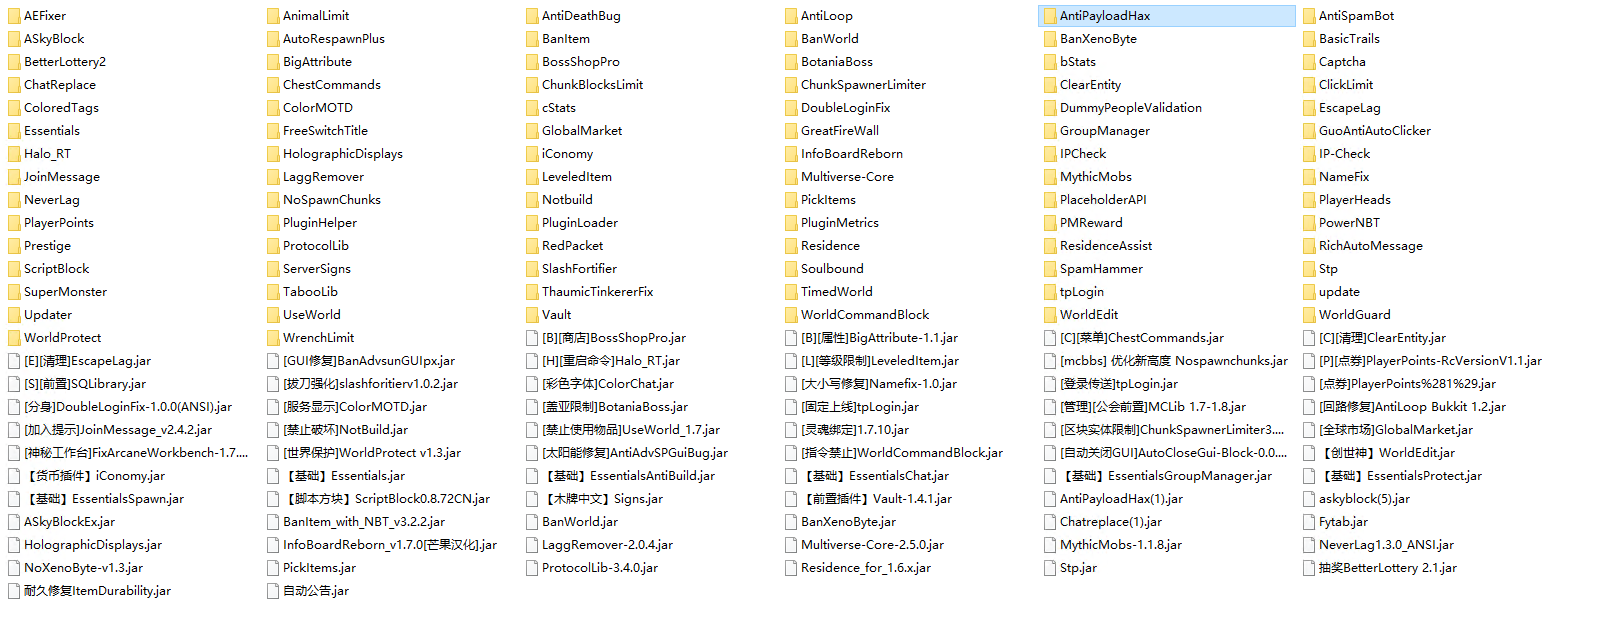 AEFixer AnimalLimit AntiDeathBug AntiLoop AntiPayloadHax AntiSpamBot
ASkyBlock AutoRespawnPlus BanItem BanWorld BanXenoByte BasicTrails
BetterLottery2 BigAttribute BossShopPro BotaniaBoss bStats Captcha
ChatReplace ChestCommands ChunkBlocksLimit ChunkSpawnerLimiter ClearEntity ClickLimit
ColoredTags ColorMOTD cStats DoubleLoginFix DummyPeopleValidation EscapeLag
Essentials FreeSwitchTitle GlobalMarket GreatFireWall GroupManager GuoAntiAutoClicker
Halo_RT HolographicDisplays iConomy InfoBoardReborn IPCheck IP-Check
JoinMessage LaggRemover LeveledItem Multiverse-Core MythicMobs NameFix
NeverLag NoSpawnChunks Notbuild PickItems PlaceholderAPI PlayerHeads
PlayerPoints PluginHelper PluginLoader PluginMetrics PMReward PowerNBT
Prestige ProtocolLib RedPacket Residence ResidenceAssist RichAutoMessage
ScriptBlock ServerSigns SlashFortifier Soulbound SpamHammer Stp
SuperMonster TabooLib ThaumicTinkererFix TimedWorld tpLogin update
Updater UseWorld Vault WorldCommandBlock WorldEdit WorldGuard
WorldProtect WrenchLimit [B][商店]BossShopPro.jar [B][属性]BigAttribute-1.1.jar [C][菜单]ChestCommands.jar [C][清理]ClearEntity.jar
[E][清理]EscapeLag.jar [GUI修复]BanAdvsunGUIpx.jar [H][重启命令]Halo_RT.jar [L][等级限制]LeveledItem.jar [mcbbs] 优化新高度 Nospawnchunks.jar [P][点券]PlayerPoints-RcVersionV1.1.jar
[S][前置]SQLibrary.jar [拔刀强化]slashforitierv1.0.2.jar [彩色字体]ColorChat.jar [大小写修复]Namefix-1.0.jar [登录传送]tpLogin.jar [点券]PlayerPoints%281%29.jar
[分身]DoubleLoginFix-1.0.0(ANSI).jar [服务显示]ColorMOTD.jar [盖亚限制]BotaniaBoss.jar [固定上线]tpLogin.jar [管理][公会前置]MCLib 1.7-1.8.jar [回路修复]AntiLoop Bukkit 1.2.jar
[加入提示]JoinMessage_v2.4.2.jar [禁止破坏]NotBuild.jar [禁止使用物品]UseWorld_1.7.jar [灵魂绑定]1.7.10.jar [区块实体限制]ChunkSpawnerLimiter3.... [全球市场]GlobalMarket.jar
[神秘工作台]FixArcaneWorkbench-1.7.... [世界保护]WorldProtect v1.3.jar [太阳能修复]AntiAdvSPGuiBug.jar [指令禁止]WorldCommandBlock.jar [自动关闭GUI]AutoCloseGui-Block-0.0.... 【创世神】WorldEdit.jar
【货币插件】iConomy.jar 【基础】Essentials.jar 【基础】EssentialsAntiBuild.jar 【基础】EssentialsChat.jar 【基础】EssentialsGroupManager.jar 【基础】EssentialsProtect.jar
【基础】EssentialsSpawn.jar 【脚本方块】ScriptBlock0.8.72CN.jar 【木牌中文】Signs.jar 【前置插件】Vault-1.4.1.jar AntiPayloadHax(1).jar askyblock(5).jar
ASkyBlockEx.jar BanItem_with_NBT_v3.2.2.jar BanWorld.jar BanXenoByte.jar Chatreplace(1).jar Fytab.jar
HolographicDisplays.jar InfoBoardReborn_v1.7.0[芒果汉化].jar LaggRemover-2.0.4.jar Multiverse-Core-2.5.0.jar MythicMobs-1.1.8.jar NeverLag1.3.0_ANSI.jar
NoXenoByte-v1.3.jar PickItems.jar ProtocolLib-3.4.0.jar Residence_for_1.6.x.jar Stp.jar 抽奖BetterLottery 2.1.jar
耐久修复ItemDurability.jar 自动公告.jar